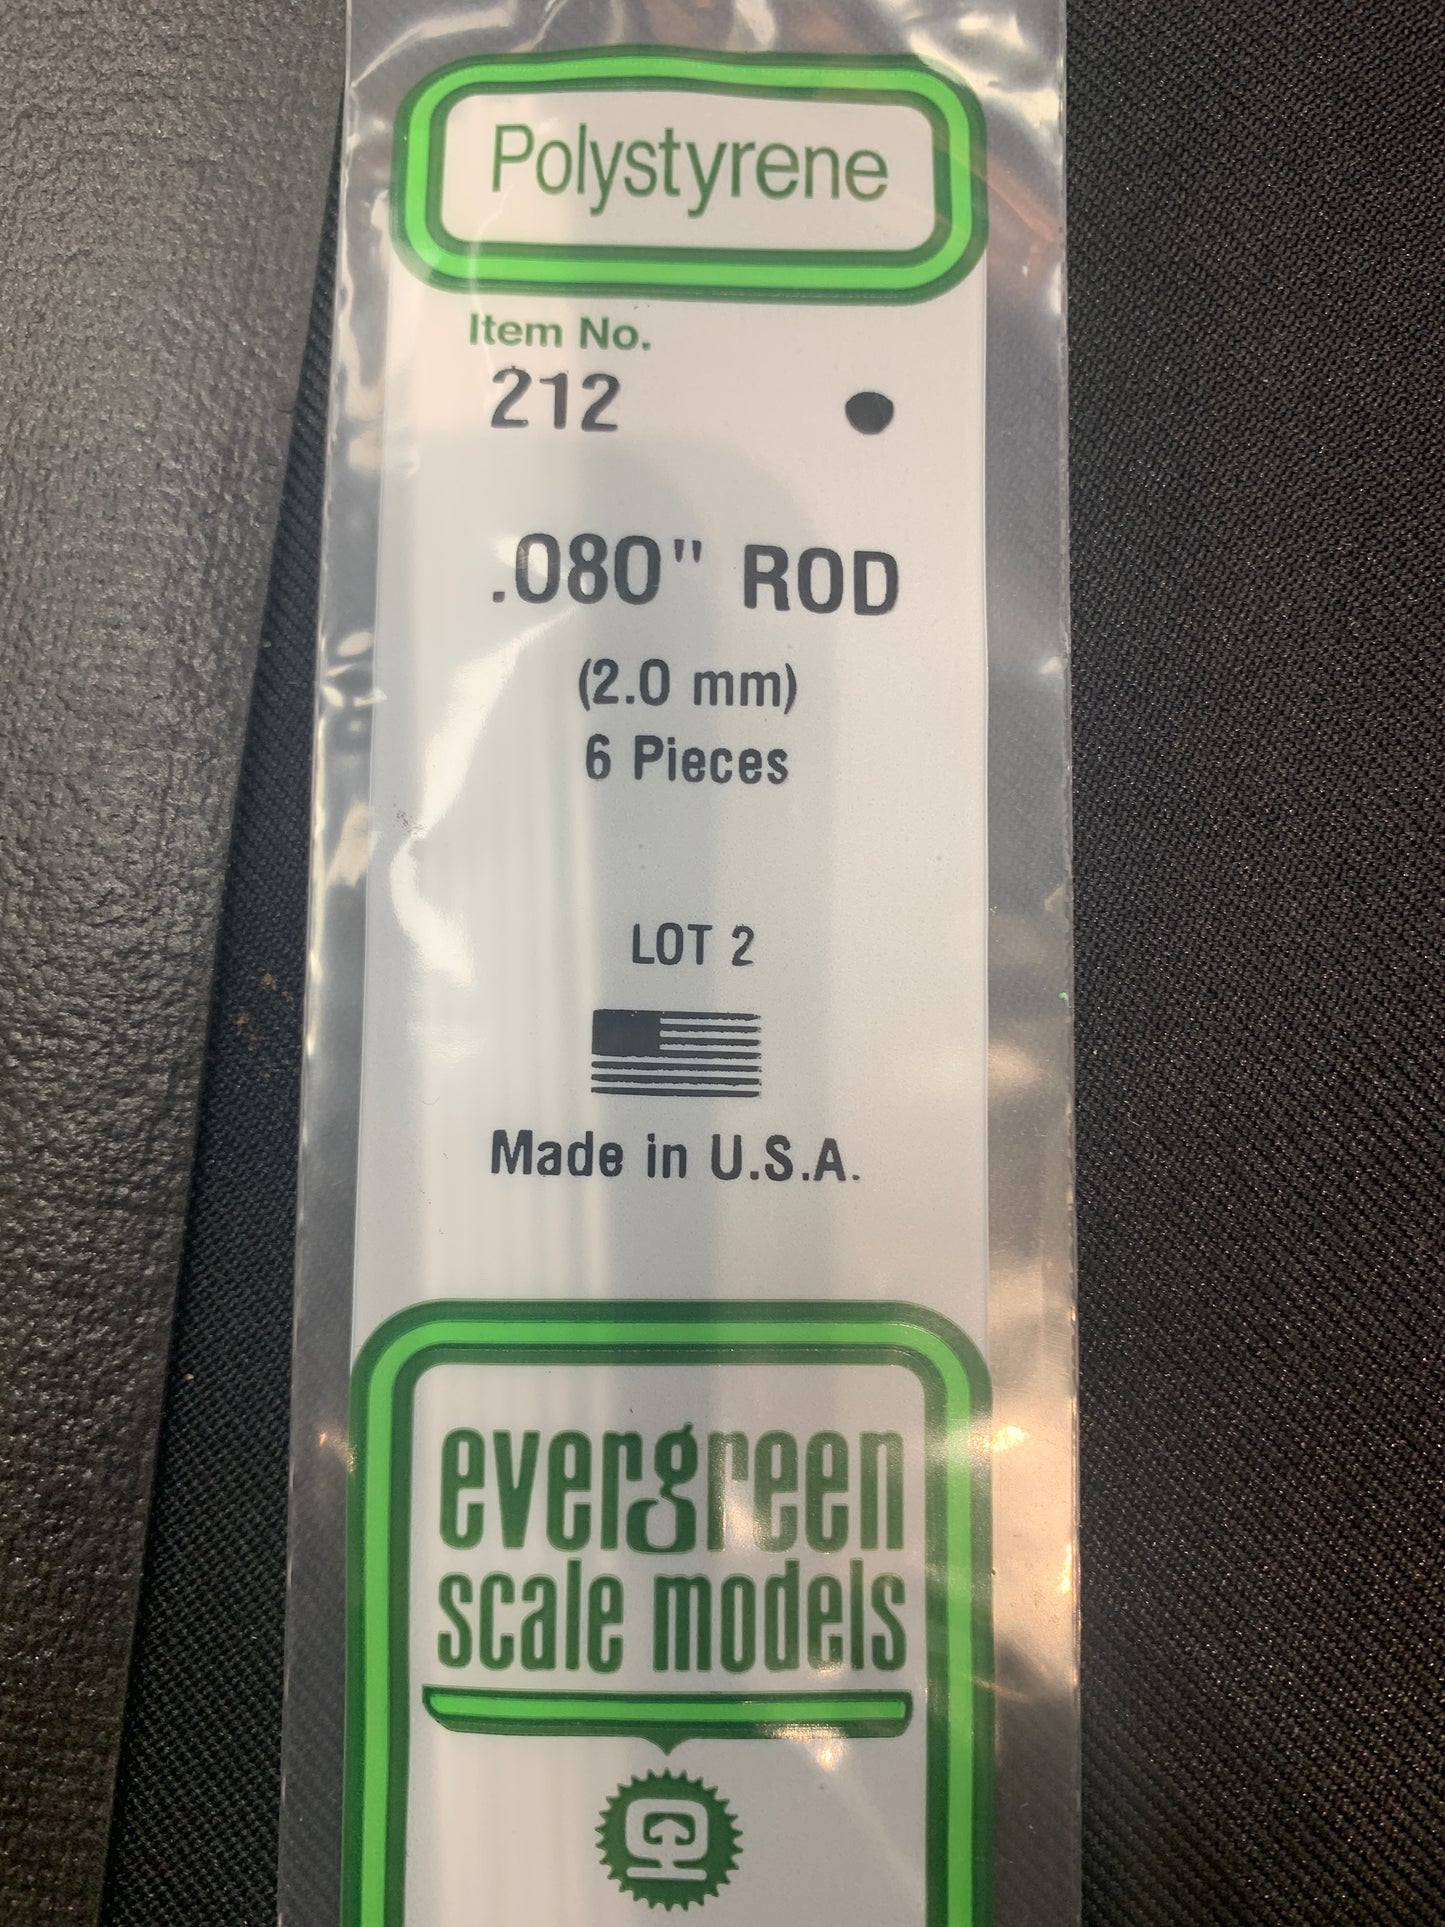 Polystyrene
Item No.
212
.080" ROD
(2.0 mm)
6 Pieces
LOT 2
Made in U.S.A.
evergreen
scale models